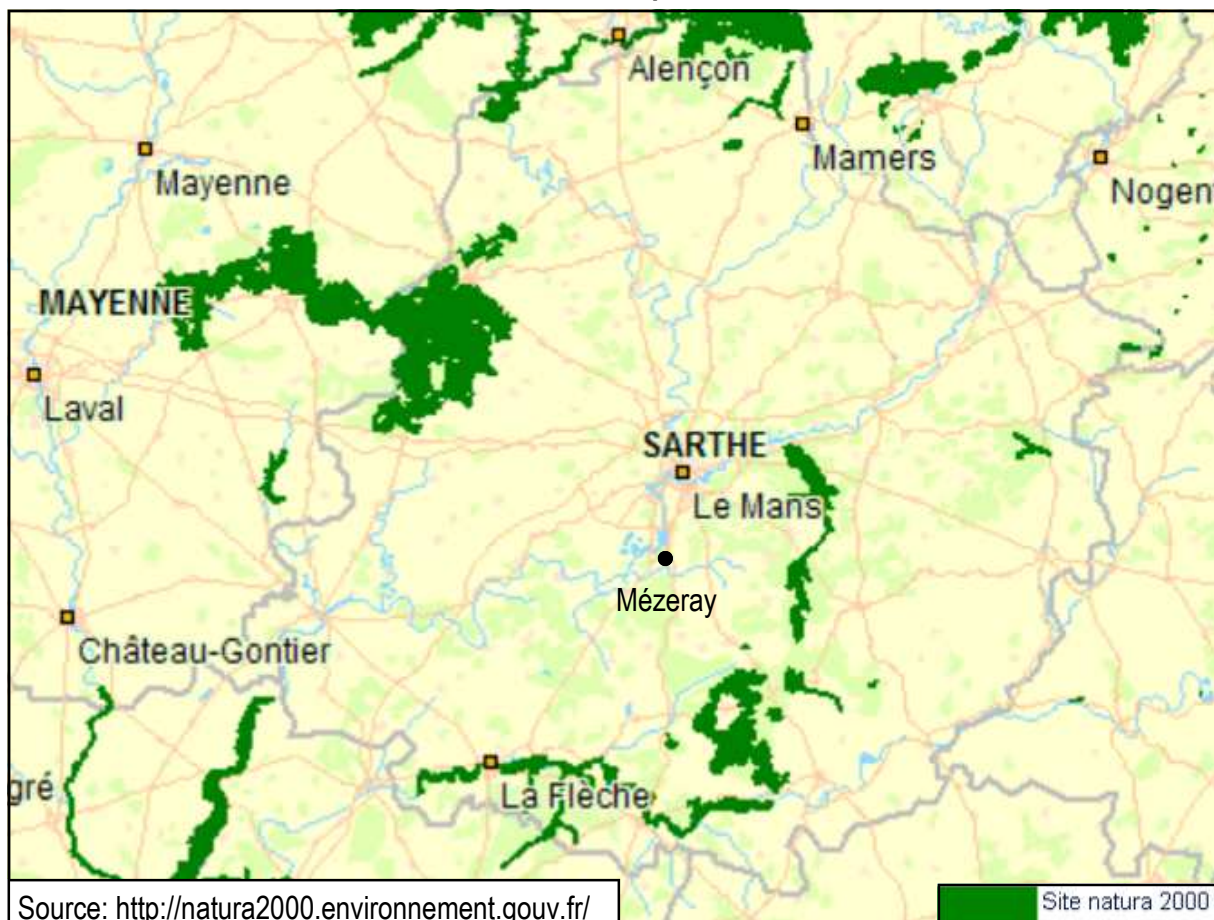 Alençon
Mamers
Mayenne
Nogent
MAYENNE
Laval
SARTHE
Le Mans
Mézeray
Château-Gontier
gré
La Flèche
Source: http://natura2000.environnement.gouv.fr/
Site natura 2000